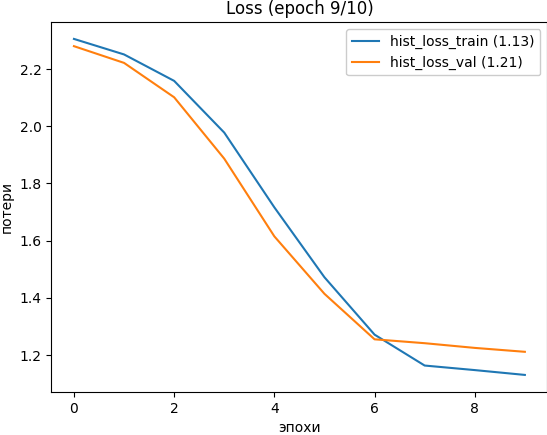 Loss (epoch 9/10)
hist_loss_train (1.13)
hist_loss_val (1.21)
2.2
2.0
1.8
1.6
1.4
1.2
потери
0 2 4 6 8
эпохи